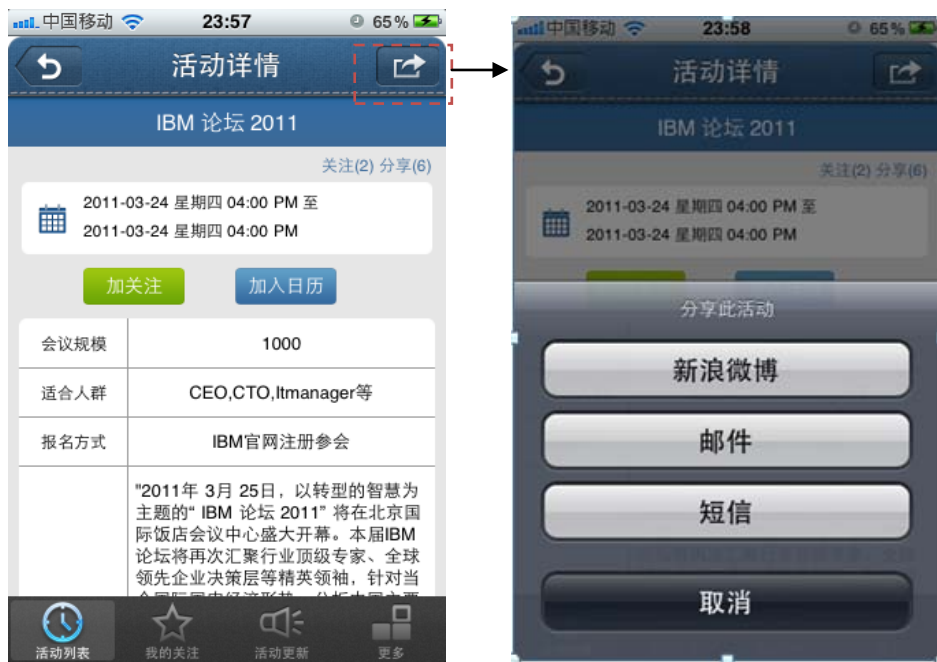 中国移动 23:57 65%
活动详情
IBM 论坛 2011
关注(2) 分享(6)
2011-03-24 星期四 04:00 PM 至
2011-03-24 星期四 04:00 PM
加关注 加入日历
会议规模 1000
适合人群 CEO,CTO,Itmanager等
报名方式 IBM官网注册参会
"2011年 3月 25日，以转型的智慧为
主题的“ IBM 论坛 2011” 将在北京国
际饭店会议中心盛大开幕。本届IBM
论坛将再次汇聚行业顶级专家、全球
领先企业决策层等精英领袖，针对当
活动列表 我的关注 活动更新 更多
中国移动 23:58 65%
活动详情
IBM 论坛 2011
关注(2) 分享(6)
2011-03-24 星期四 04:00 PM 至
2011-03-24 星期四 04:00 PM
分享此活动
新浪微博
邮件
短信
取消